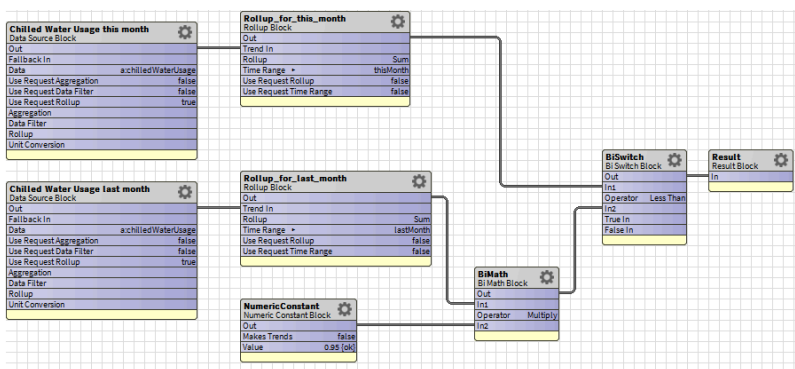 Chilled Water Usage this month
Data Source Block
Out
Fallback In
Data a:chilledWaterUsage
Use Request Aggregation false
Use Request Data Filter false
Use Request Rollup true
Aggregation
Data Filter
Rollup
Unit Conversion
Rollup_for_this_month
Rollup Block
Out
Trend In
Rollup Sum
Time Range ▸ thisMonth
Use Request Rollup false
Use Request Time Range false
Chilled Water Usage last month
Data Source Block
Out
Fallback In
Data a:chilledWaterUsage
Use Request Aggregation false
Use Request Data Filter false
Use Request Rollup true
Aggregation
Data Filter
Rollup
Unit Conversion
Rollup_for_last_month
Rollup Block
Out
Trend In
Rollup Sum
Time Range ▸ lastMonth
Use Request Rollup false
Use Request Time Range false
NumericConstant
Numeric Constant Block
Out
Makes Trends false
Value 0.95 {ok}
BiMath
Bi Math Block
Out
In1
Operator Multiply
In2
BiSwitch
Bi Switch Block
Out
In1
Operator Less Than
In2
True In
False In
Result
Result Block
In